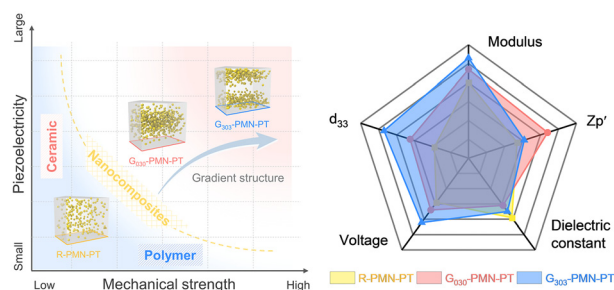 Large
Piezoelectricity
Small
Ceramic
Nanocomposites
Polymer
R-PMN-PT
G₀₃₀-PMN-PT
G₃₀₃-PMN-PT
Gradient structure
Low
Mechanical strength
High
Modulus
d₃₃
Zp′
Voltage
Dielectric
constant
R-PMN-PT
G₀₃₀-PMN-PT
G₃₀₃-PMN-PT